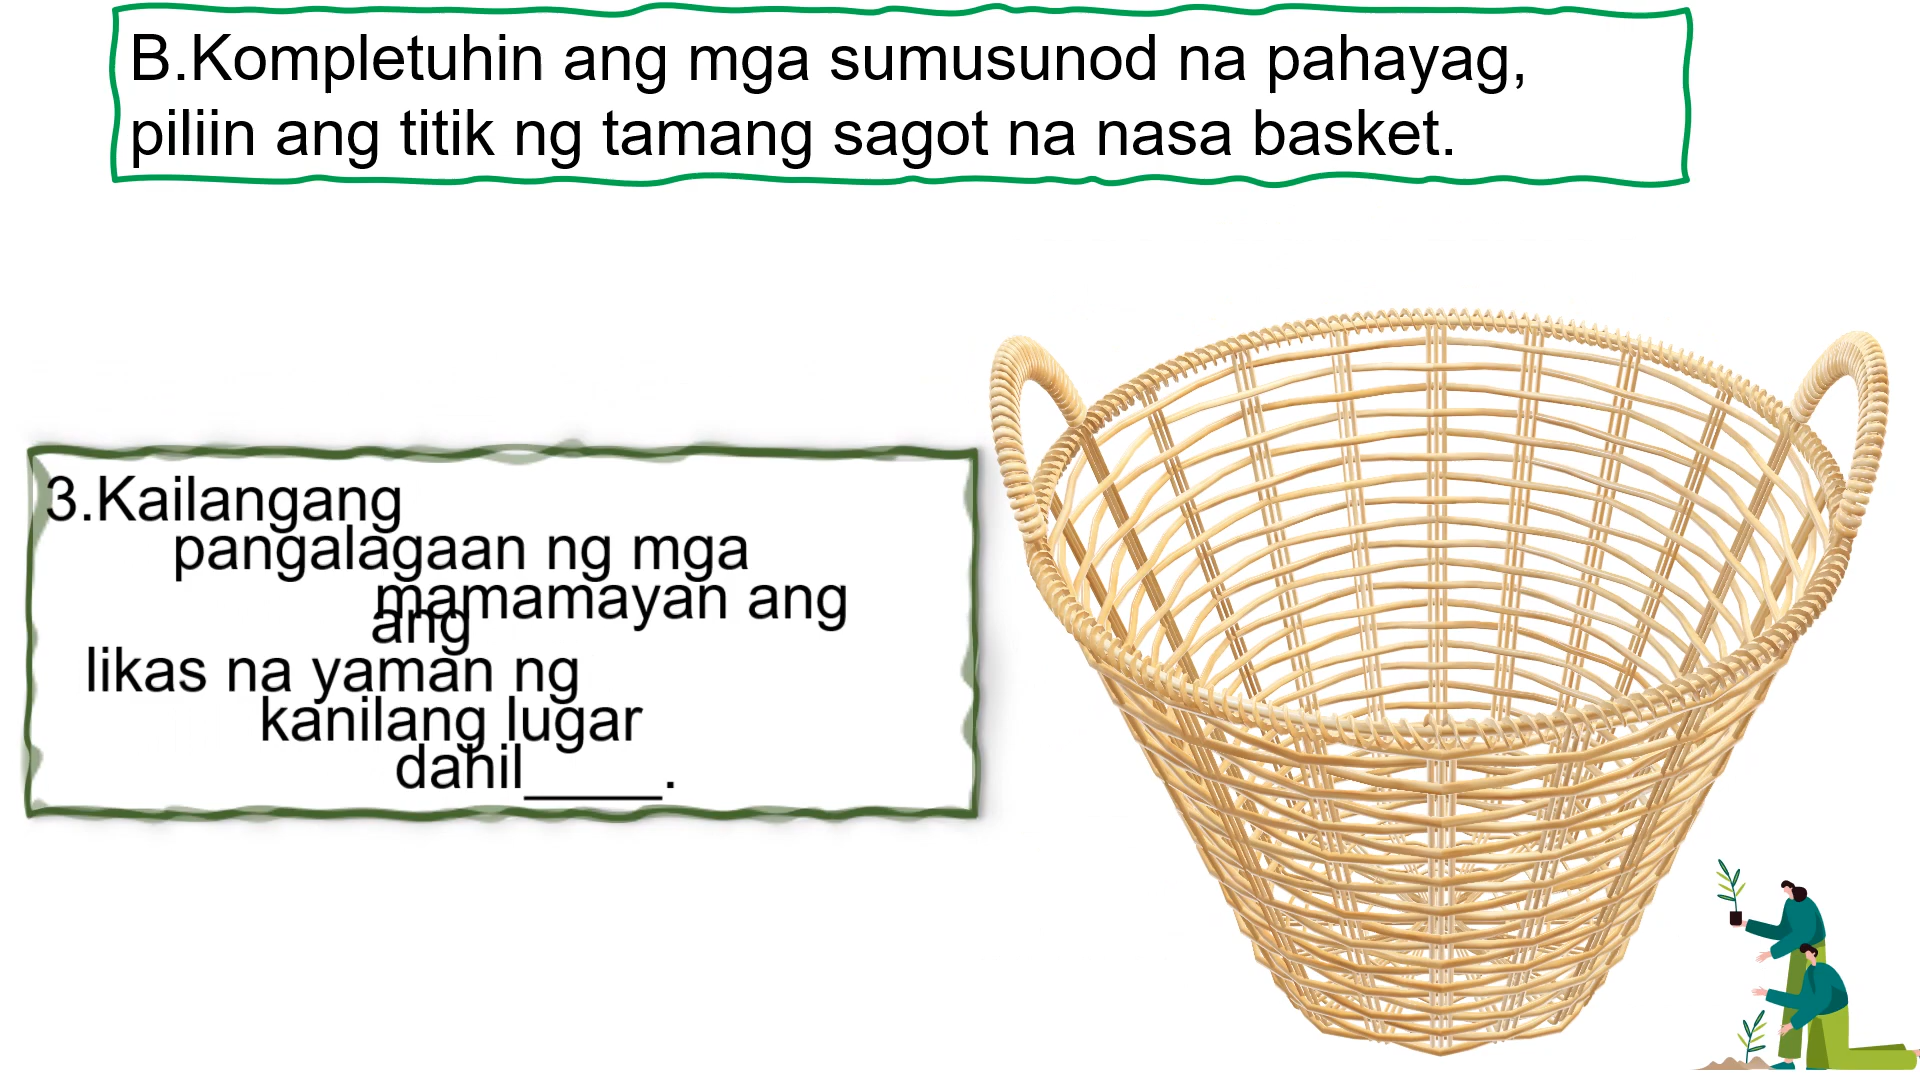 B.Kompletuhin ang mga sumusunod na pahayag,
piliin ang titik ng tamang sagot na nasa basket.
3.Kailangang
pangalagaan ng mga
mamamayan ang
ang
likas na yaman ng
kanilang lugar
dahil_____.